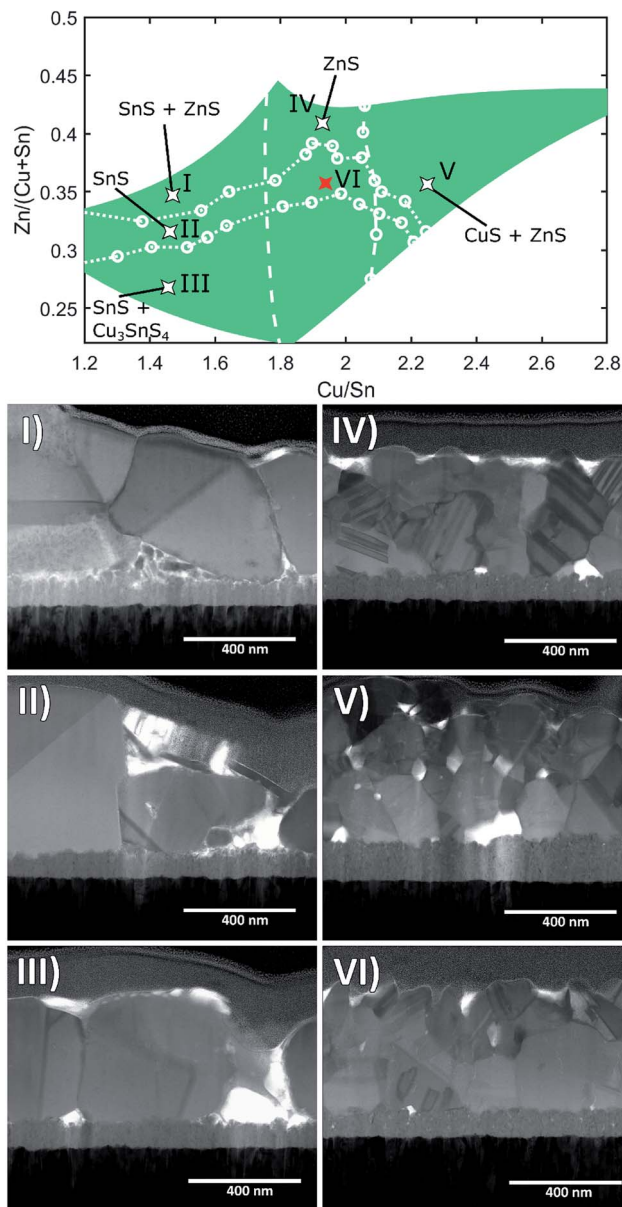 0.5
0.45
0.4
0.35
0.3
0.25
Zn/(Cu+Sn)
ZnS
IV
SnS + ZnS
SnS
I
II
III
VI
V
CuS + ZnS
SnS +
Cu₃SnS₄
1.2 1.4 1.6 1.8 2 2.2 2.4 2.6 2.8
Cu/Sn
I)
400 nm
IV)
400 nm
II)
400 nm
V)
400 nm
III)
400 nm
VI)
400 nm